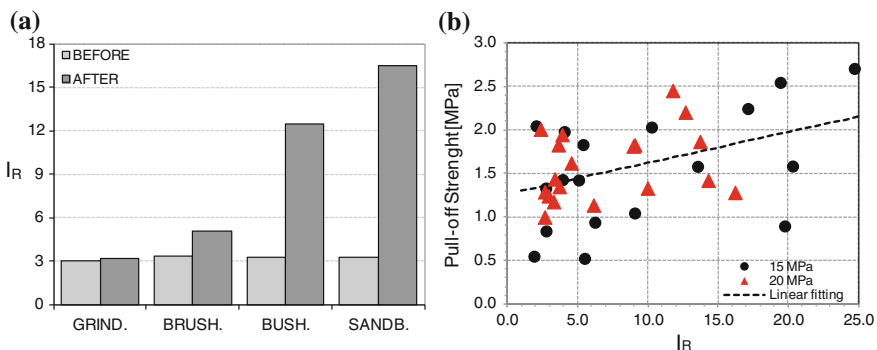 (a)
18
15
12
9
6
3
0
I_R
BEFORE
AFTER
GRIND. BRUSH. BUSH. SANDB.
(b)
3.0
2.5
2.0
1.5
1.0
0.5
0.0
Pull-off Strenght [MPa]
15 MPa
20 MPa
Linear fitting
0.0 5.0 10.0 15.0 20.0 25.0
I_R